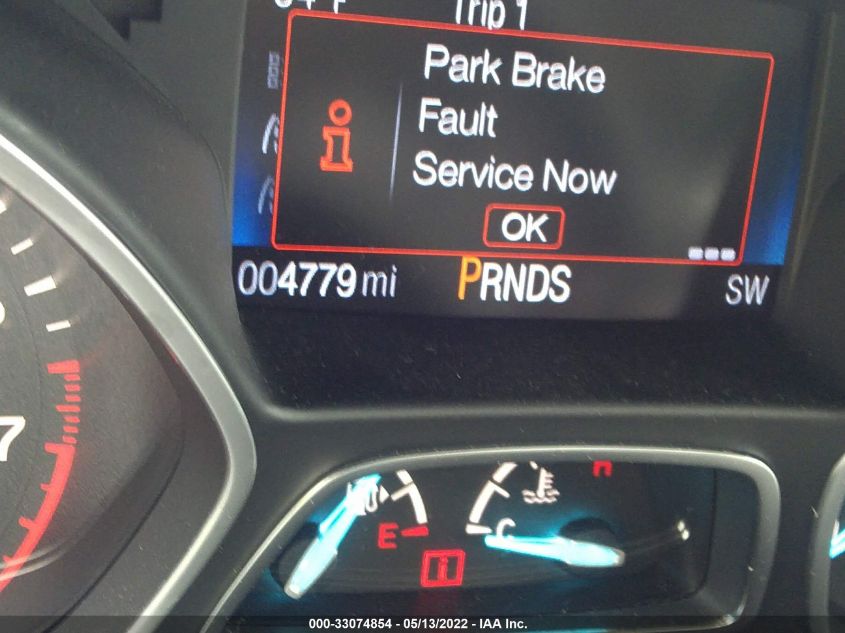 Trip 1
Park Brake
Fault
Service Now
OK
004779 mi
PRNDS
SW
7
E
C
000-33074854 - 05/13/2022 - IAA Inc.